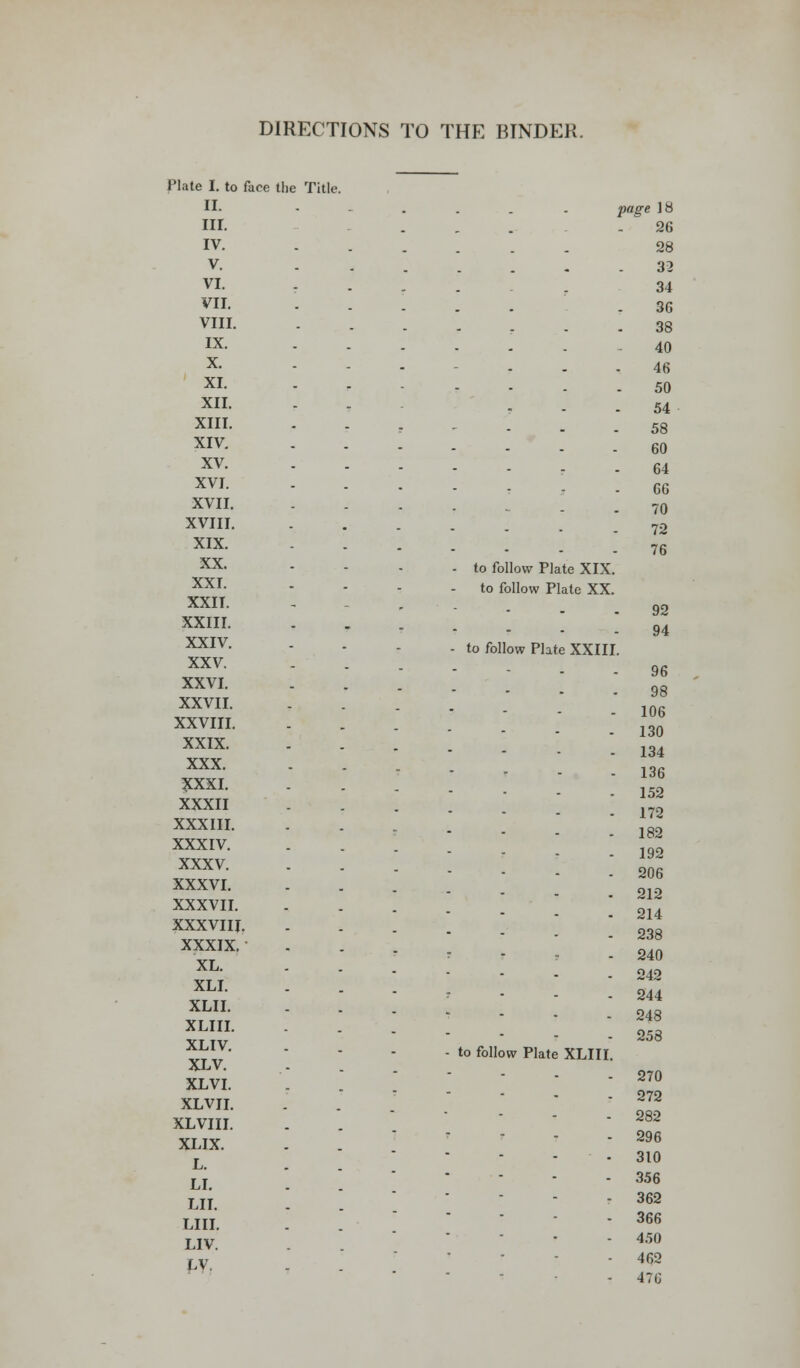 DIRECTIONS TO THE BINDER.
Plate I. to face the Title.
II. - - - - - - page 18
III. - - - - - - 26
IV. - - - - - - 28
V. - - - - - - - 32
VI. - - - - - 34
VII. - - - - - - 36
VIII. - - - - - - - 38
IX. - - - - - - - 40
X. - - - - - - - 46
XI. - - - - - - - 50
XII. - - - - - 54
XIII. - - - - - - - 58
XIV. - - - - - - - 60
XV. - - - - - - - 64
XVI. - - - - - - - 66
XVII. - - - - - - - 70
XVIII. - - - - - - - 72
XIX. - - - - - - - 76
XX. - - - - to follow Plate XIX.
XXI. - - - - to follow Plate XX.
XXII. - - - - - - - 92
XXIII. - - - - - - - 94
XXIV. - - - - to follow Plate XXIII.
XXV. - - - - - - - 96
XXVI. - - - - - - - 98
XXVII. - - - - - - - 106
XXVIII. - - - - - - - 130
XXIX. - - - - - - - 134
XXX. - - - - - - - 136
XXXI. - - - - - - - 152
XXXII - - - - - - - 172
XXXIII. - - - - - - - 182
XXXIV. - - - - - - - 192
XXXV. - - - - - - - 206
XXXVI. - - - - - - - 212
XXXVII. - - - - - - - 214
XXXVIII. - - - - - - - 238
XXXIX. - - - - - - - 240
XL. - - - - - - - 242
XLI. - - - - - - - 244
XLII. - - - - - - - 248
XLIII. - - - - - - - 258
XLIV. - - - - to follow Plate XLIII.
XLV. - - - - - - - 270
XLVI. - - - - - - - 272
XLVII. - - - - - - - 282
XLVIII. - - - - - - - 296
XLIX. - - - - - - - 310
L. - - - - - - - 356
LI. - - - - - - - 362
LII. - - - - - - - 366
LIII. - - - - - - - 450
LIV. - - - - - - - 462
LV. - - - - - - - 476